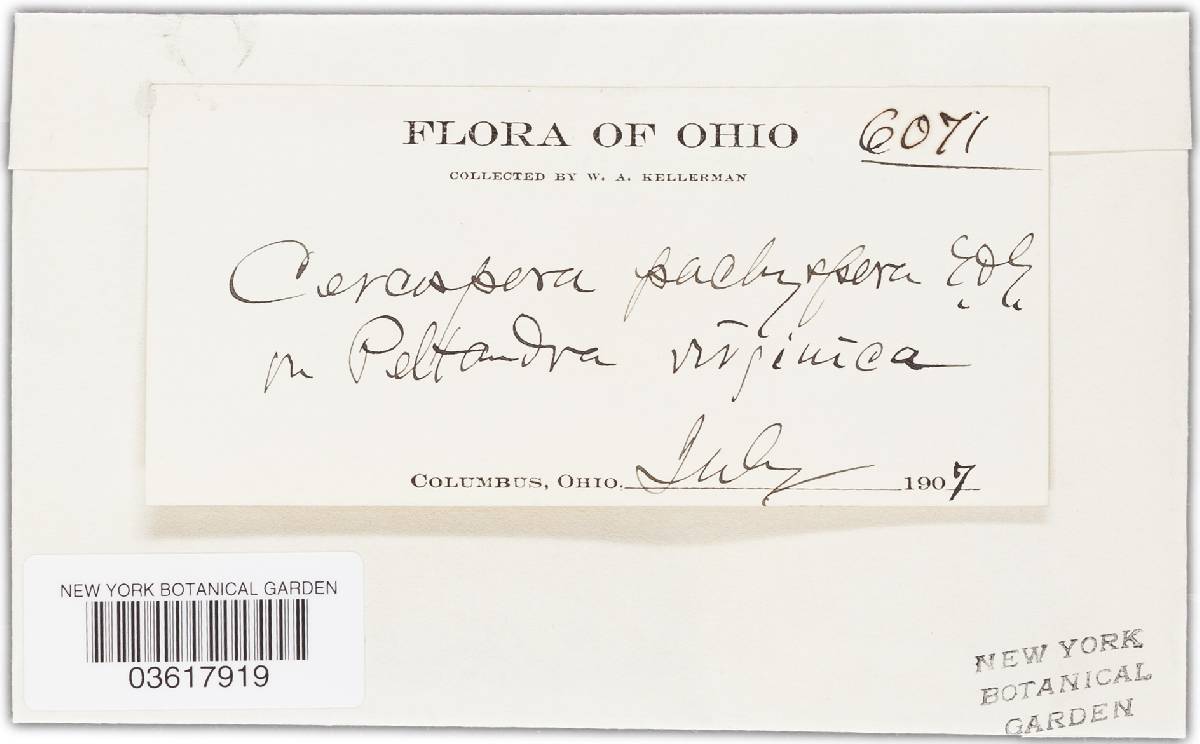 FLORA OF OHIO 6071
COLLECTED BY W. A. KELLERMAN
Cercospora pachyspora E & E
on Peltandra virginica
COLUMBUS, OHIO, July 1907
NEW YORK BOTANICAL GARDEN
03617919
NEW YORK
BOTANICAL
GARDEN